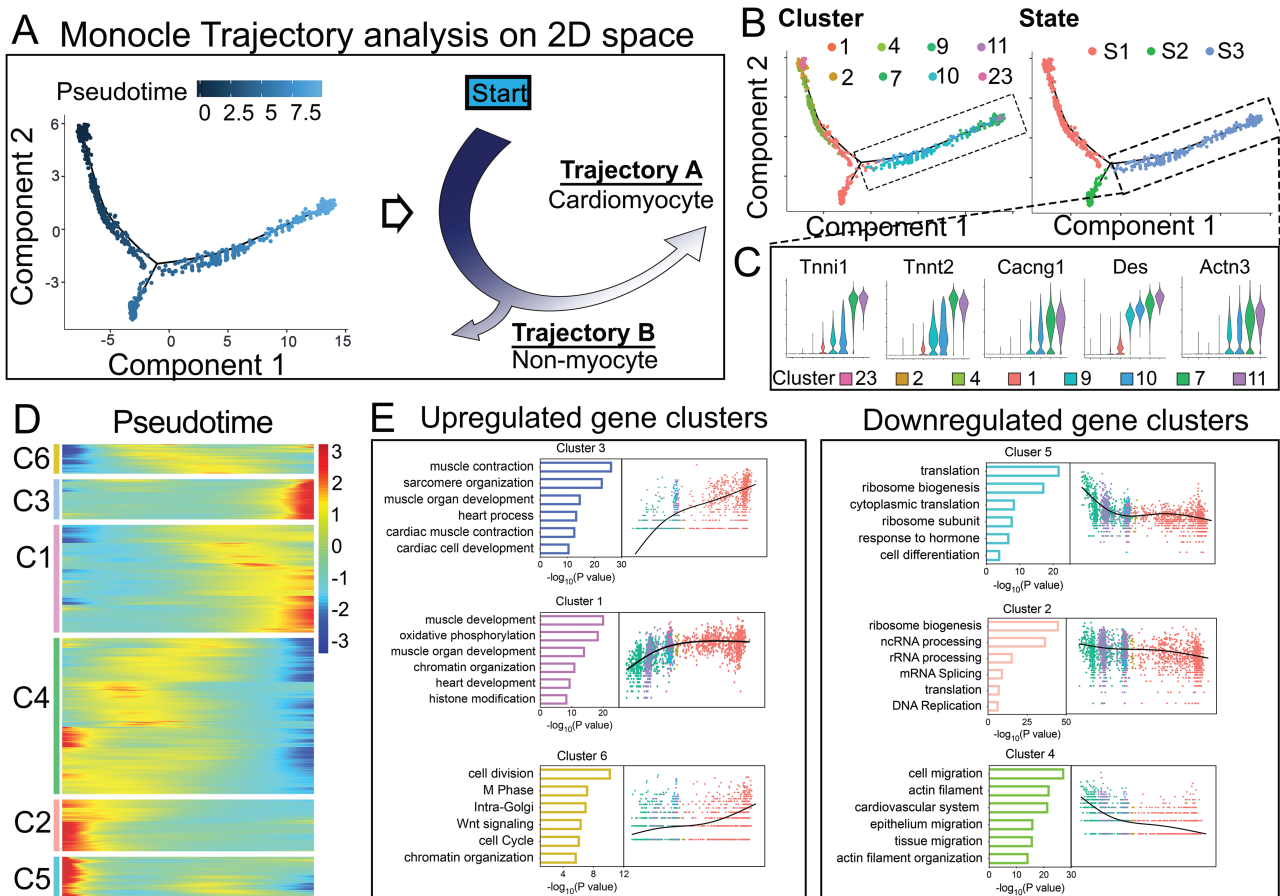 A Monocle Trajectory analysis on 2D space
Pseudotime
0 2.5 5 7.5
Component 2
6
3
0
-3
-5 0 5 10 15
Component 1
Start
Trajectory A
Cardiomyocyte
Trajectory B
Non-myocyte
B Cluster State
1 4 9 11
2 7 10 23
S1 S2 S3
Component 2
Component 1 Component 1
C
Tnni1 Tnnt2 Cacng1 Des Actn3
Cluster 23 2 4 1 9 10 7 11
D Pseudotime
C6
C3
C1
C4
C2
C5
3
2
1
0
-1
-2
-3
E Upregulated gene clusters
Cluster 3
muscle contraction
sarcomere organization
muscle organ development
heart process
cardiac muscle contraction
cardiac cell development
0 10 20 30
-log10(P value)
Cluster 1
muscle development
oxidative phosphorylation
muscle organ development
chromatin organization
heart development
histone modification
0 10 20
-log10(P value)
Cluster 6
cell division
M Phase
Intra-Golgi
Wnt signaling
cell Cycle
chromatin organization
4 8 12
-log10(P value)
Downregulated gene clusters
Cluser 5
translation
ribosome biogenesis
cytoplasmic translation
ribosome subunit
response to hormone
cell differentiation
0 10 20
-log10(P value)
Cluster 2
ribosome biogenesis
ncRNA processing
rRNA processing
mRNA Splicing
translation
DNA Replication
0 25 50
-log10(P value)
Cluster 4
cell migration
actin filament
cardiovascular system
epithelium migration
tissue migration
actin filament organization
0 10 20 30
-log10(P value)